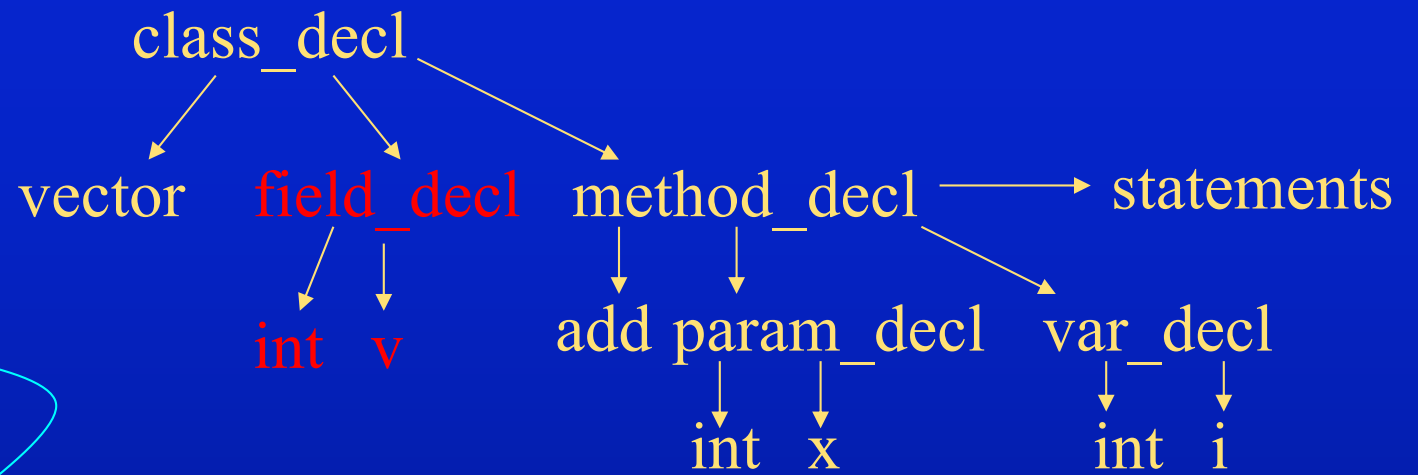 class_decl
vector field_decl method_decl statements
int v add param_decl var_decl
int x int i